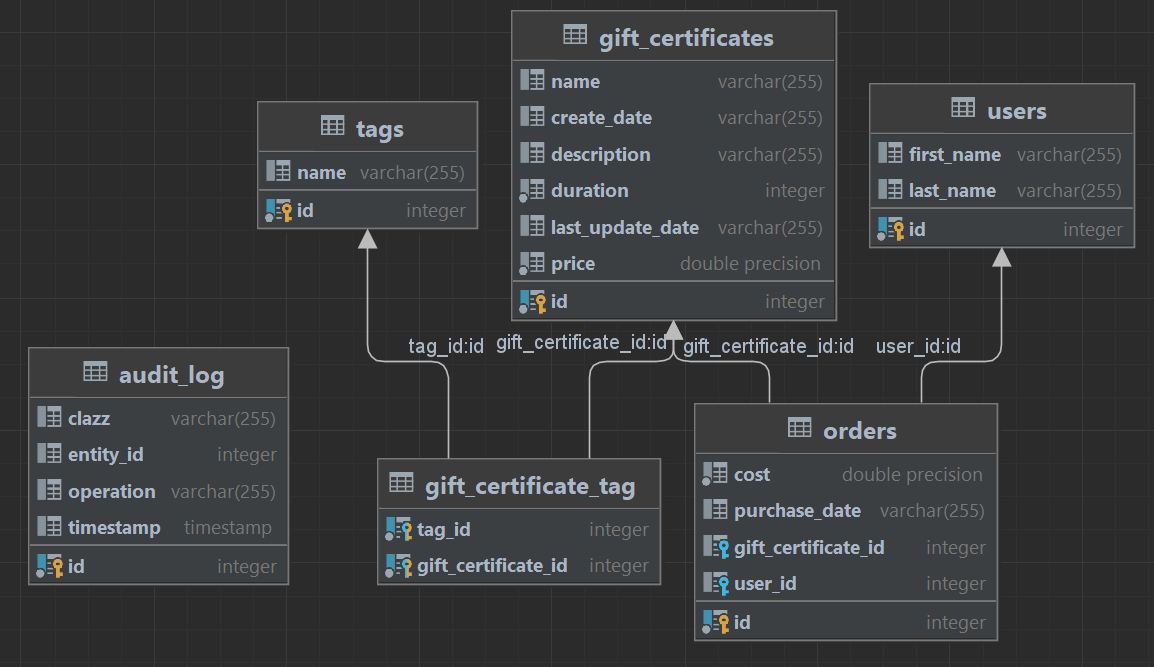 gift_certificates
name varchar(255)
create_date varchar(255)
description varchar(255)
duration integer
last_update_date varchar(255)
price double precision
id integer
users
first_name varchar(255)
last_name varchar(255)
id integer
tags
name varchar(255)
id integer
tag_id:id
gift_certificate_id:id
gift_certificate_id:id
user_id:id
audit_log
clazz varchar(255)
entity_id integer
operation varchar(255)
timestamp timestamp
id integer
gift_certificate_tag
tag_id integer
gift_certificate_id integer
orders
cost double precision
purchase_date varchar(255)
gift_certificate_id integer
user_id integer
id integer